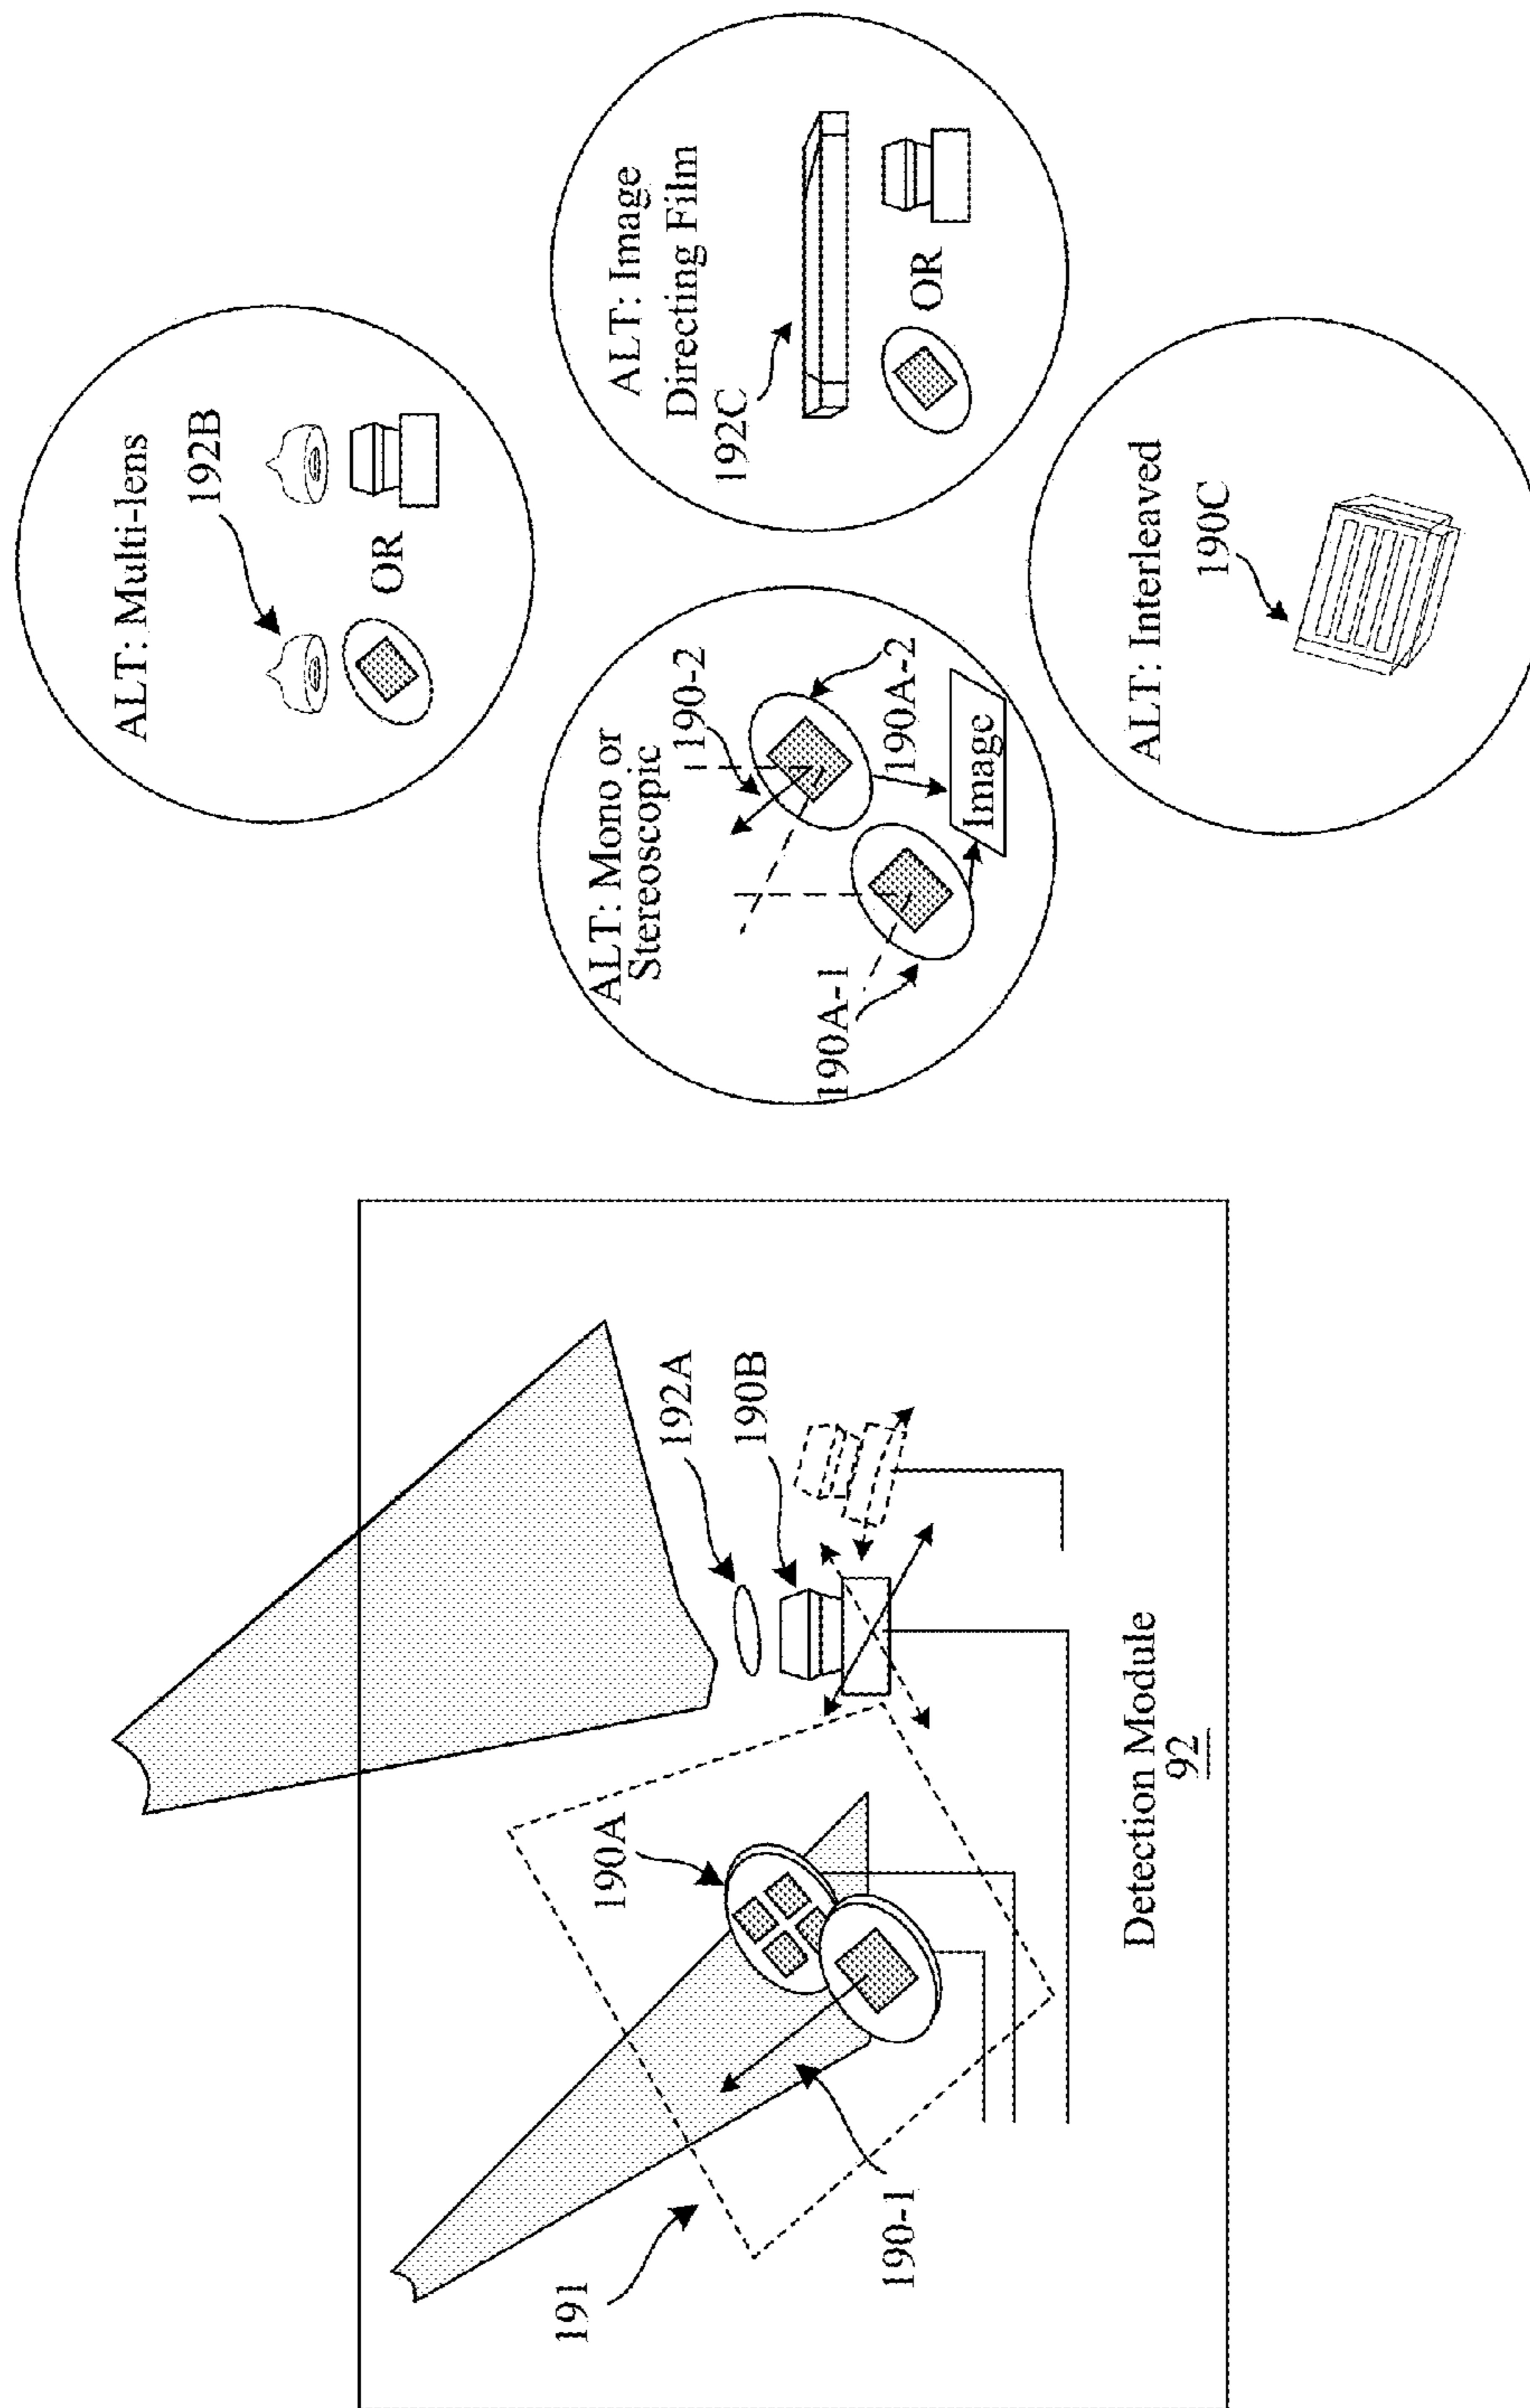 191
190-1
190A
192A
190B
Detection Module
92
ALT: Mono or
Stereoscopic
190-2
190A-1
190A-2
Image
ALT: Multi-lens
192B
OR
ALT: Image
Directing Film
192C
OR
ALT: Interleaved
190C